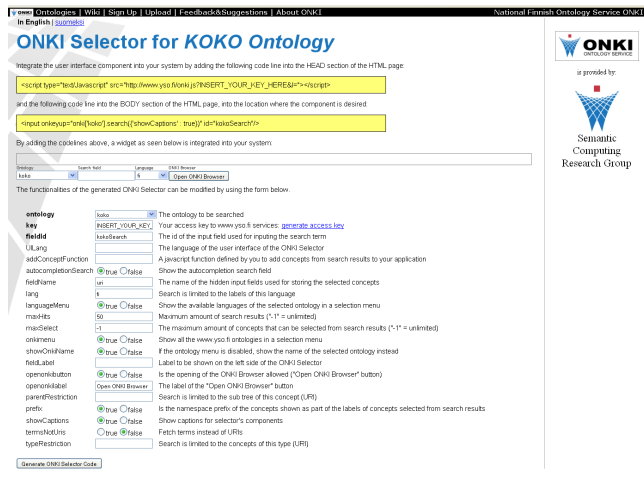 ONKI Ontologies | Wiki | Sign Up | Upload | Feedback&Suggestions | About ONKI
National Finnish Ontology Service ONKI
In English | suomeksi
ONKI Selector for KOKO Ontology
Integrate the user interface component into your system by adding the following code line into the HEAD section of the HTML page:
<script type="text/Javascript" src="http://www.yso.fi/onki.js?INSERT_YOUR_KEY_HERE&l="></script>
and the following code line into the BODY section of the HTML page, into the location where the component is desired:
<input onkeyup="onki['koko'].search({'showCaptions' : true})" id="kokoSearch"/>
By adding the codelines above, a widget as seen below is integrated into your system:
Ontology Search field Language ONKI Browser
koko fi Open ONKI Browser
The functionalities of the generated ONKI Selector can be modified by using the form below.
ontology koko The ontology to be searched
key INSERT_YOUR_KEY_ Your access key to www.yso.fi services: generate access key
fieldId kokoSearch The id of the input field used for inputing the search term
UILang The language of the user interface of the ONKI Selector
addConceptFunction A javacript function defined by you to add concepts from search results to your application
autocompletionSearch true false Show the autocompletion search field
fieldName uri The name of the hidden input fields used for storing the selected concepts
lang fi Search is limited to the labels of this language
languageMenu true false Show the available languages of the selected ontology in a selection menu
maxHits 50 Maximum amount of search results ("-1" = unlimited)
maxSelect -1 The maximum amount of concepts that can be selected from search results ("-1" = unlimited)
onkimenu true false Show all the www.yso.fi ontologies in a selection menu
showOnkiName true false If the ontology menu is disabled, show the name of the selected ontology instead
fieldLabel Label to be shown on the left side of the ONKI Selector
openonkibutton true false Is the opening of the ONKI Browser allowed ("Open ONKI Browser" button)
openonkilabel Open ONKI Browser The label of the "Open ONKI Browser" button
parentRestriction Search is limited to the sub tree of this concept (URI)
prefix true false Is the namespace prefix of the concepts shown as part of the labels of concepts selected from search results
showCaptions true false Show captions for selector's components
termsNotUris true false Fetch terms instead of URIs
typeRestriction Search is limited to the concepts of this type (URI)
Generate ONKI Selector Code
ONKI
ONTOLOGY SERVICE
is provided by:
Semantic
Computing
Research Group